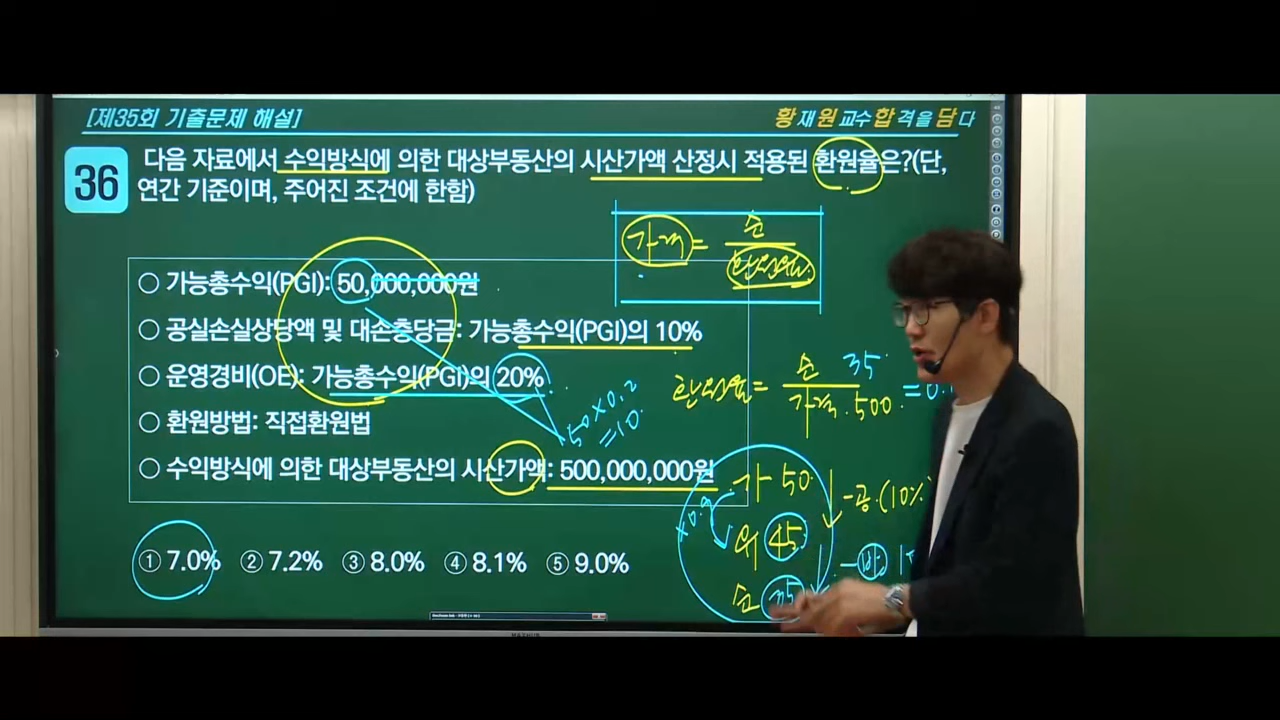 [제35회 기출문제 해설]
황재원 교수 합격을 담다
36
다음 자료에서 수익방식에 의한 대상부동산의 시산가액 산정시 적용된 환원율은?(단,
연간 기준이며, 주어진 조건에 한함)
가격 = 순
환원율
○ 가능총수익(PGI): 50,000,000원
○ 공실손실상당액 및 대손충당금: 가능총수익(PGI)의 10%
○ 운영경비(OE): 가능총수익(PGI)의 20%
○ 환원방법: 직접환원법
○ 수익방식에 의한 대상부동산의 시산가액: 500,000,000원
50×0.2
=10
환원율 = 순 35
가격 500 = 0.
가 50
-공(10%
×0.9
유 45
순 35
① 7.0% ② 7.2% ③ 8.0% ④ 8.1% ⑤ 9.0%